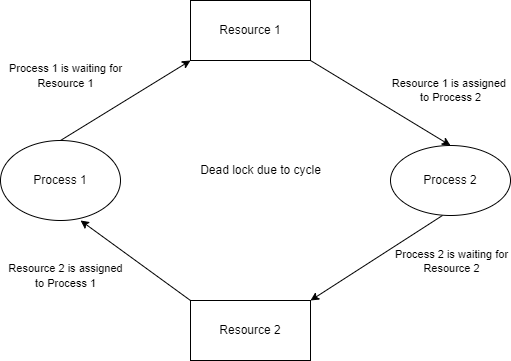 Resource 1
Process 1 is waiting for
Resource 1
Resource 1 is assigned
to Process 2
Process 1
Dead lock due to cycle
Process 2
Resource 2 is assigned
to Process 1
Process 2 is waiting for
Resource 2
Resource 2